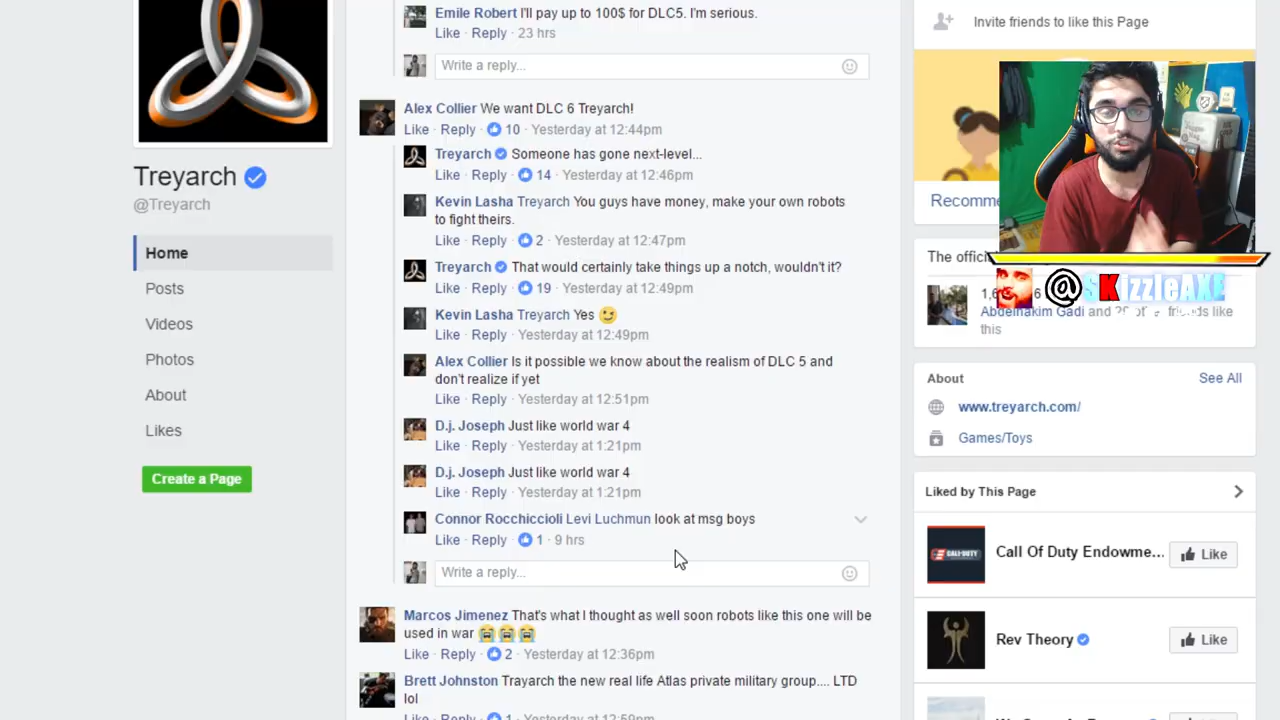 Emile Robert I'll pay up to 100$ for DLC5. I'm serious.
Like · Reply · 23 hrs
Write a reply...
Alex Collier We want DLC 6 Treyarch!
Like · Reply · 10 · Yesterday at 12:44pm
Treyarch Someone has gone next-level...
Like · Reply · 14 · Yesterday at 12:46pm
Kevin Lasha Treyarch You guys have money, make your own robots
to fight theirs.
Like · Reply · 2 · Yesterday at 12:47pm
Treyarch That would certainly take things up a notch, wouldn't it?
Like · Reply · 19 · Yesterday at 12:49pm
Kevin Lasha Treyarch Yes 😉
Like · Reply · Yesterday at 12:49pm
Alex Collier Is it possible we know about the realism of DLC 5 and
don't realize if yet
Like · Reply · Yesterday at 12:51pm
D.j. Joseph Just like world war 4
Like · Reply · Yesterday at 1:21pm
D.j. Joseph Just like world war 4
Like · Reply · Yesterday at 1:21pm
Connor Rocchiccioli Levi Luchmun look at msg boys
Like · Reply · 1 · 9 hrs
Write a reply...
Marcos Jimenez That's what I thought as well soon robots like this one will be
used in war 😭😭😭
Like · Reply · 2 · Yesterday at 12:36pm
Brett Johnston Trayarch the new real life Atlas private military group.... LTD
lol
Like · Reply · 1 · Yesterday at 12:59pm
Treyarch
@Treyarch
Home
Posts
Videos
Photos
About
Likes
Create a Page
Invite friends to like this Page
Recomme
The offici
@SKizzleAXE
Abdelhakim Gadi and friends like
this
About
See All
www.treyarch.com/
Games/Toys
Liked by This Page
CALL·DUTY
ENDOWMENT
Call Of Duty Endowme...
Like
Rev Theory
Like
Like